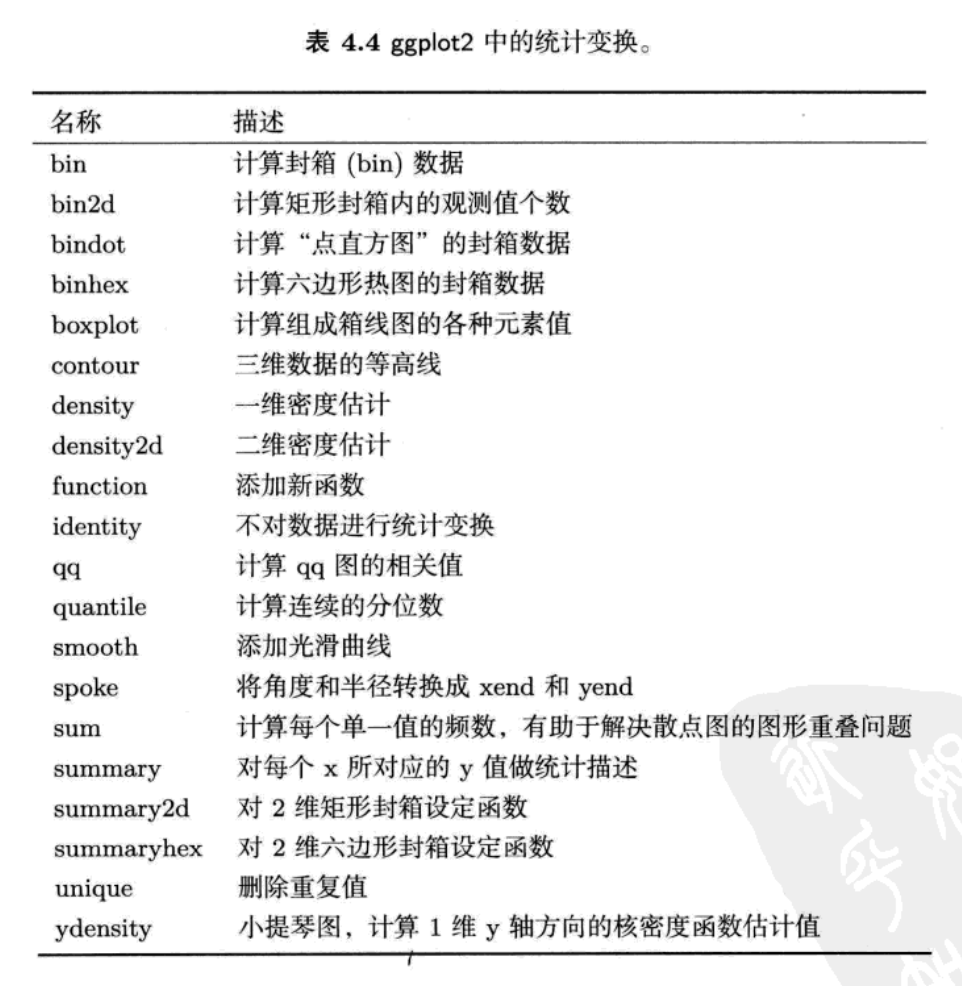 表 4.4 ggplot2 中的统计变换。
名称 描述
bin 计算封箱 (bin) 数据
bin2d 计算矩形封箱内的观测值个数
bindot 计算“点直方图”的封箱数据
binhex 计算六边形热图的封箱数据
boxplot 计算组成箱线图的各种元素值
contour 三维数据的等高线
density 一维密度估计
density2d 二维密度估计
function 添加新函数
identity 不对数据进行统计变换
qq 计算 qq 图的相关值
quantile 计算连续的分位数
smooth 添加光滑曲线
spoke 将角度和半径转换成 xend 和 yend
sum 计算每个单一值的频数，有助于解决散点图的图形重叠问题
summary 对每个 x 所对应的 y 值做统计描述
summary2d 对 2 维矩形封箱设定函数
summaryhex 对 2 维六边形封箱设定函数
unique 删除重复值
ydensity 小提琴图，计算 1 维 y 轴方向的核密度函数估计值